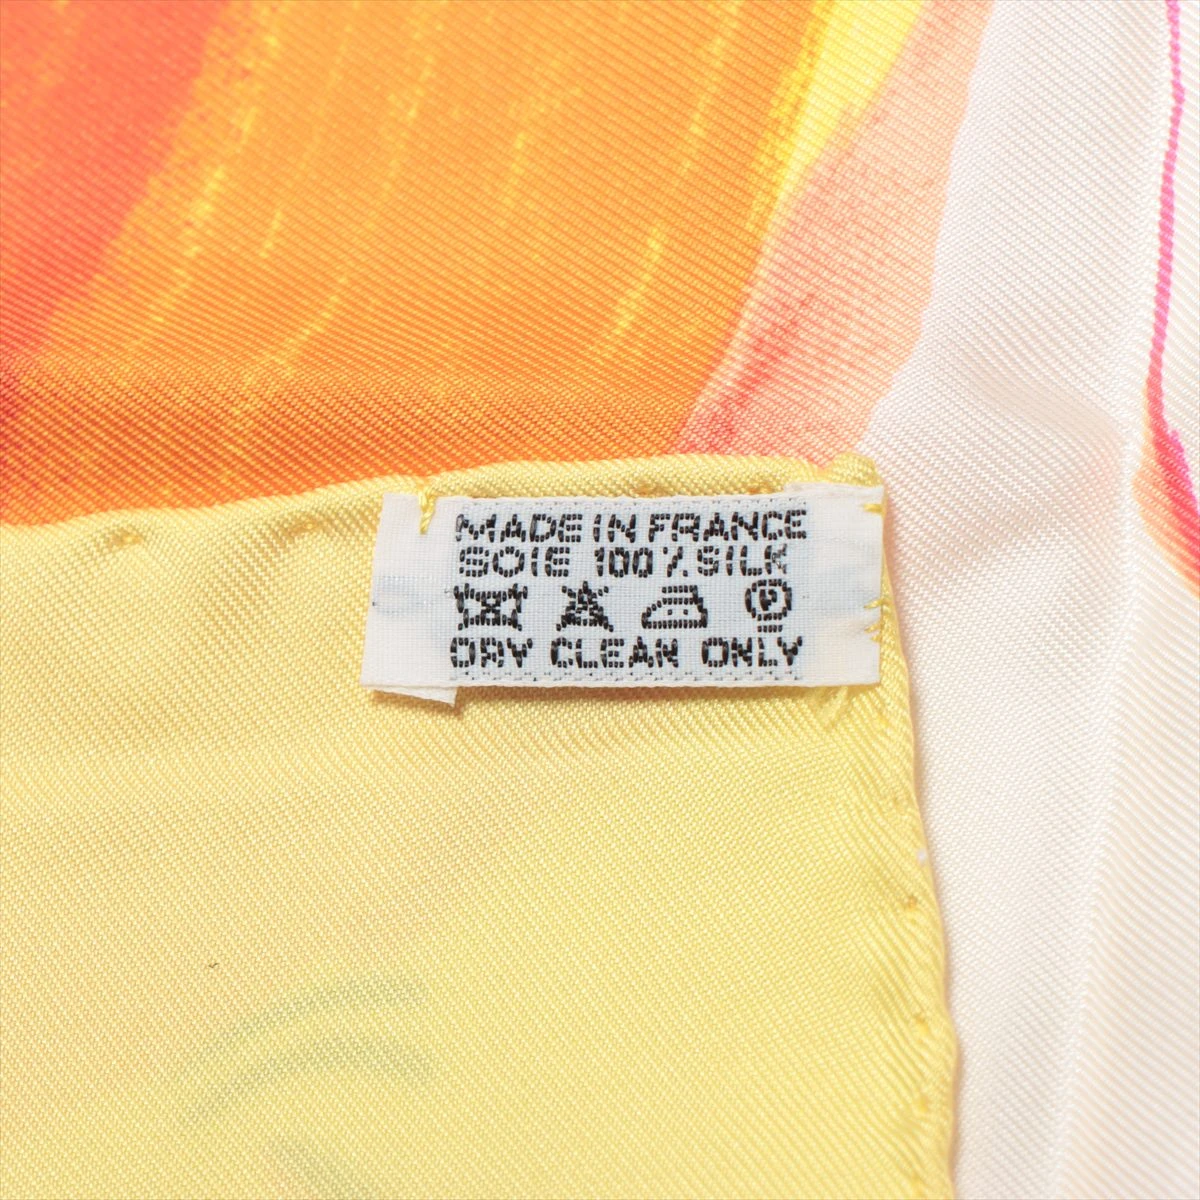 MADE IN FRANCE
SOIE 100% SILK
P
DRY CLEAN ONLY